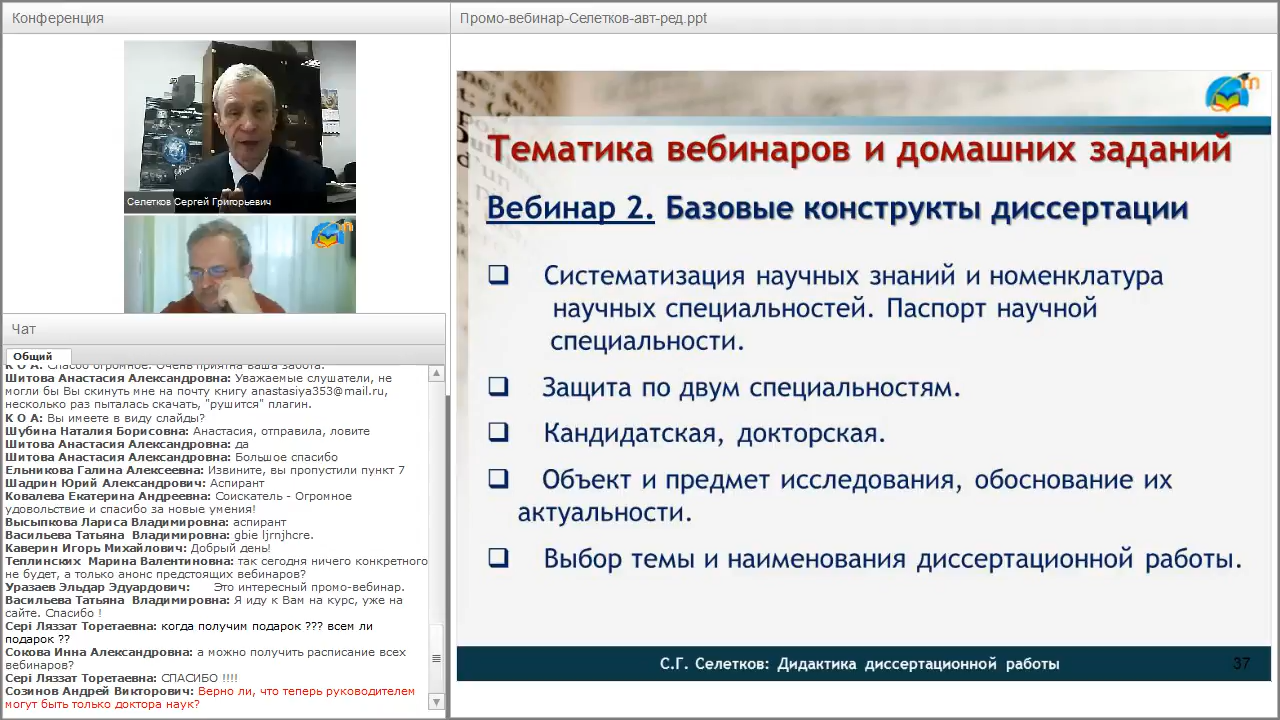 Конференция
Промо-вебинар-Селетков-авт-ред.ppt
Селетков Сергей Григорьевич
Чат
Общий
К О А: Спасоб огромное. Очень приятна ваша забота.
Шитова Анастасия Александровна: Уважаемые слушатели, не
могли бы Вы скинуть мне на почту книгу anastasiya353@mail.ru,
несколько раз пыталась скачать, "рушится" плагин.
К О А: Вы имеете в виду слайды?
Шубина Наталия Борисовна: Анастасия, отправила, ловите
Шитова Анастасия Александровна: да
Шитова Анастасия Александровна: Большое спасибо
Ельникова Галина Алексеевна: Извините, вы пропустили пункт 7
Шадрин Юрий Александрович: Аспирант
Ковалева Екатерина Андреевна: Соискатель - Огромное
удовольствие и спасибо за новые умения!
Высыпкова Лариса Владимировна: аспирант
Васильева Татьяна Владимировна: gbie ljrnjhcre.
Каверин Игорь Михайлович: Добрый день!
Теплинских Марина Валентиновна: так сегодня ничего конкретного
не будет, а только анонс предстоящих вебинаров?
Уразаев Эльдар Эдуардович: Это интересный промо-вебинар.
Васильева Татьяна Владимировна: Я иду к Вам на курс, уже на
сайте. Спасибо !
Сері Ляззат Торетаевна: когда получим подарок ??? всем ли
подарок ??
Сокова Инна Александровна: а можно получить расписание всех
вебинаров?
Сері Ляззат Торетаевна: СПАСИБО !!!!
Созинов Андрей Викторович: Верно ли, что теперь руководителем
могут быть только доктора наук?
Тематика вебинаров и домашних заданий
Вебинар 2. Базовые конструкты диссертации
Систематизация научных знаний и номенклатура
научных специальностей. Паспорт научной
специальности.
Защита по двум специальностям.
Кандидатская, докторская.
Объект и предмет исследования, обоснование их
актуальности.
Выбор темы и наименования диссертационной работы.
С.Г. Селетков: Дидактика диссертационной работы
37